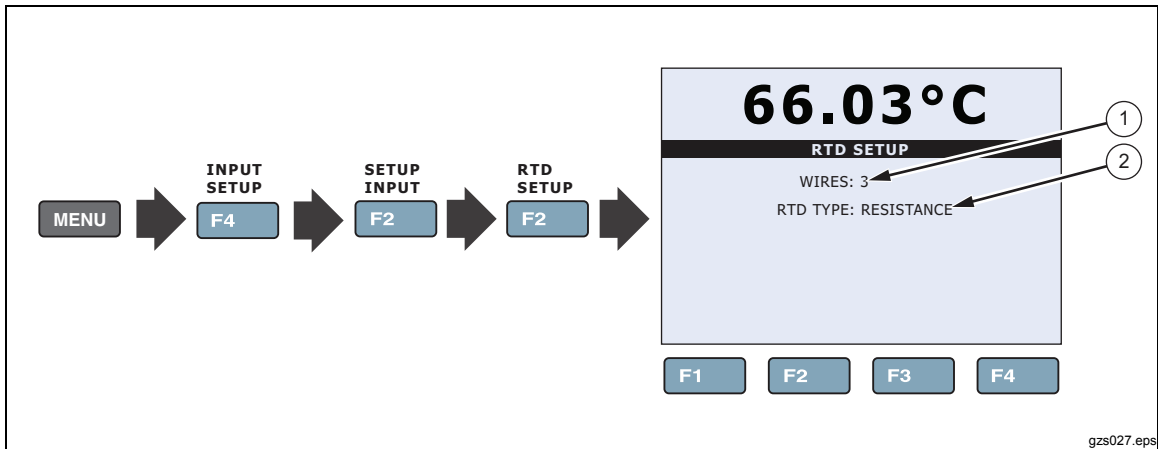 MENU
INPUT
SETUP
F4
SETUP
INPUT
F2
RTD
SETUP
F2
66.03°C
RTD SETUP
WIRES: 3
RTD TYPE: RESISTANCE
1
2
F1
F2
F3
F4
gzs027.eps